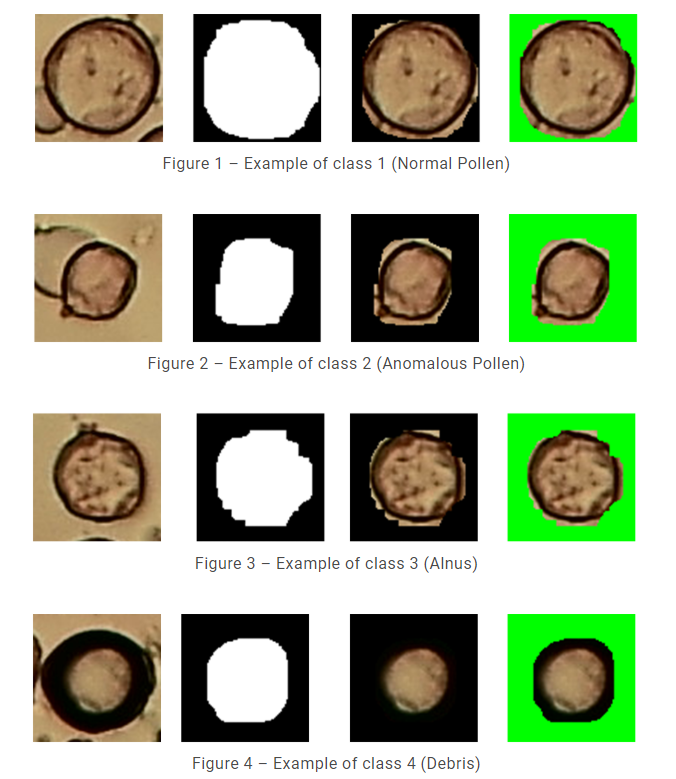 Figure 1 – Example of class 1 (Normal Pollen)
Figure 2 – Example of class 2 (Anomalous Pollen)
Figure 3 – Example of class 3 (Alnus)
Figure 4 – Example of class 4 (Debris)